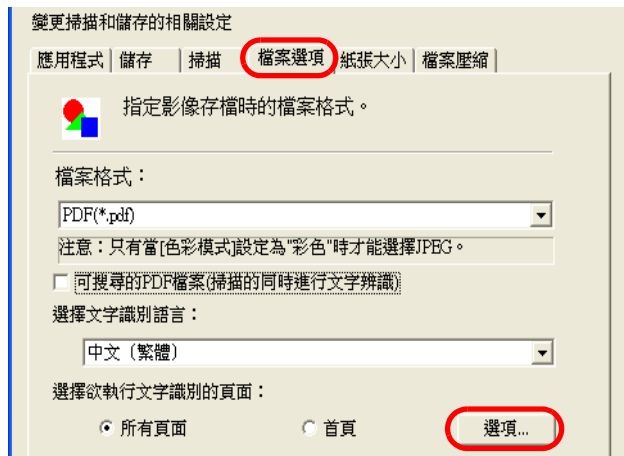 變更掃描和儲存的相關設定
應用程式 儲存 掃描 檔案選項 紙張大小 檔案壓縮
指定影像存檔時的檔案格式。
檔案格式：
PDF(*.pdf)
注意：只有當[色彩模式]設定為"彩色"時才能選擇JPEG。
可搜尋的PDF檔案(掃描的同時進行文字辨識)
選擇文字識別語言：
中文（繁體）
選擇欲執行文字識別的頁面：
所有頁面 首頁 選項...